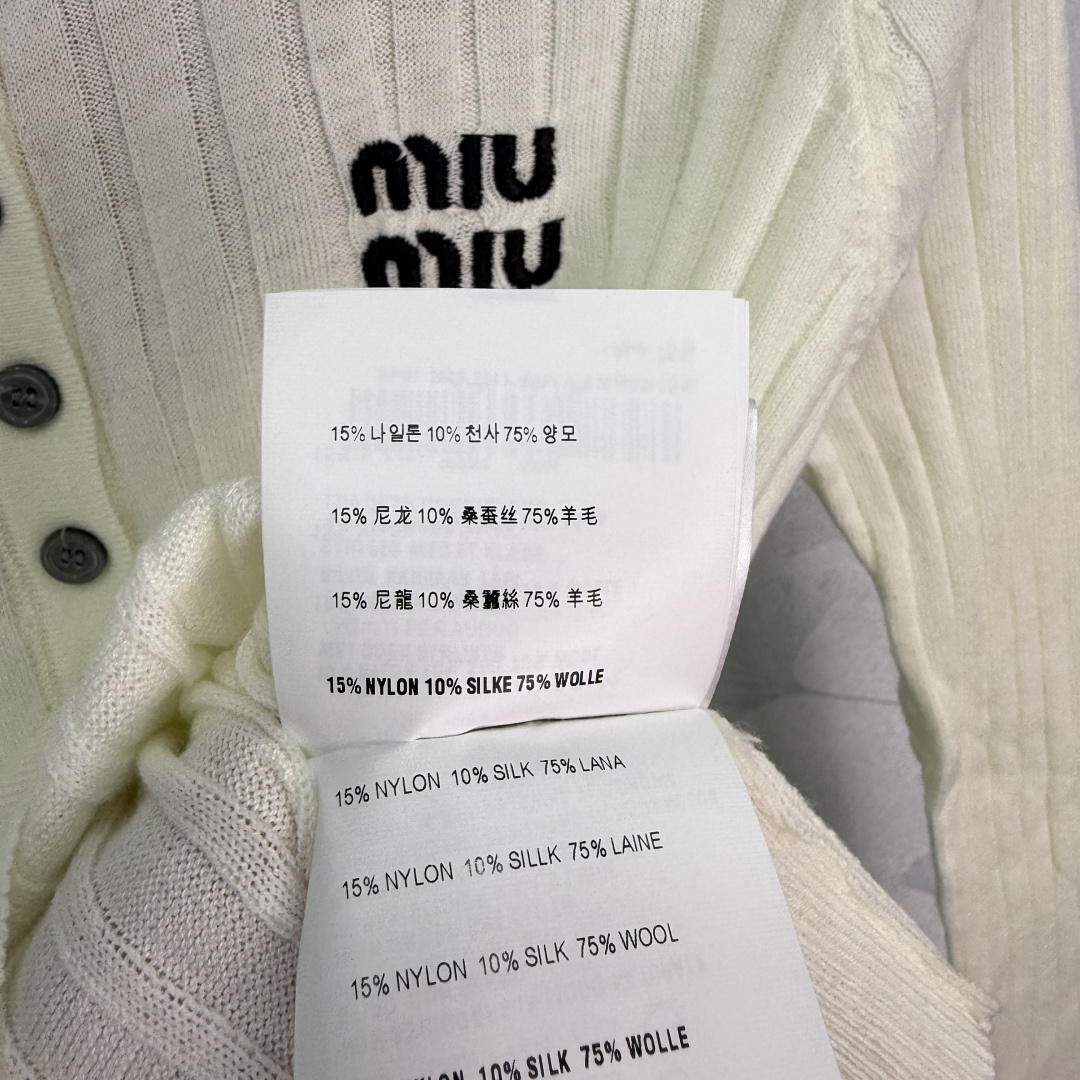 miu
miu
15% 나일론 10% 천사 75% 양모
15% 尼龙 10% 桑蚕丝 75% 羊毛
15% 尼龍 10% 桑蠶絲 75% 羊毛
15% NYLON 10% SILKE 75% WOLLE
15% NYLON 10% SILK 75% LANA
15% NYLON 10% SILLK 75% LAINE
15% NYLON 10% SILK 75% WOOL
10% SILK 75% WOLLE